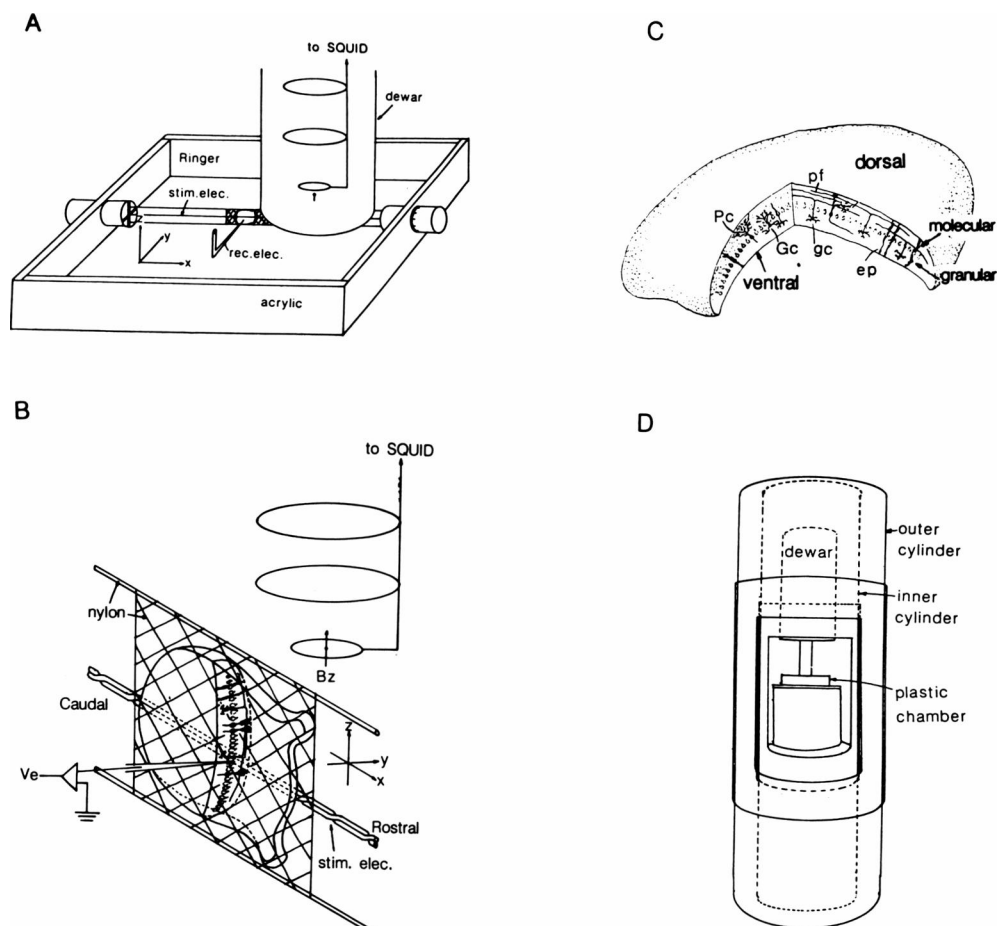 A
to SQUID
dewar
Ringer
stim.elec.
z
y
x
rec.elec.
acrylic
B
to SQUID
nylon
Bz
Caudal
z
y
x
Ve
Rostral
stim. elec.
C
dorsal
pf
Pc
molecular
Gc
gc
ep
granular
ventral
D
outer
cylinder
dewar
inner
cylinder
plastic
chamber